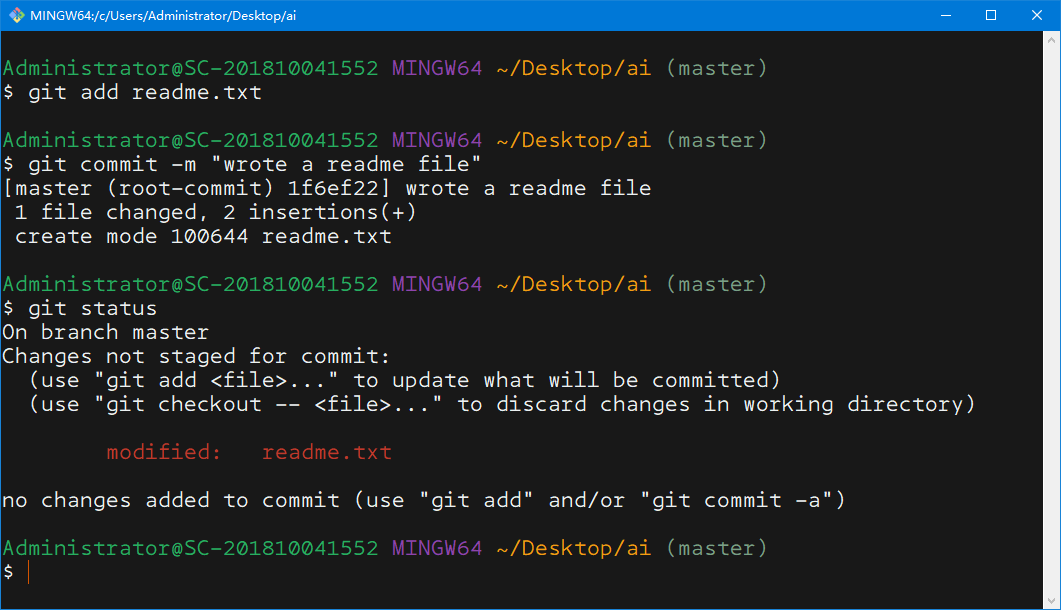 MINGW64:/c/Users/Administrator/Desktop/ai
Administrator@SC-201810041552 MINGW64 ~/Desktop/ai (master)
$ git add readme.txt
Administrator@SC-201810041552 MINGW64 ~/Desktop/ai (master)
$ git commit -m "wrote a readme file"
[master (root-commit) 1f6ef22] wrote a readme file
 1 file changed, 2 insertions(+)
 create mode 100644 readme.txt
Administrator@SC-201810041552 MINGW64 ~/Desktop/ai (master)
$ git status
On branch master
Changes not staged for commit:
  (use "git add <file>..." to update what will be committed)
  (use "git checkout -- <file>..." to discard changes in working directory)
        modified:   readme.txt
no changes added to commit (use "git add" and/or "git commit -a")
Administrator@SC-201810041552 MINGW64 ~/Desktop/ai (master)
$